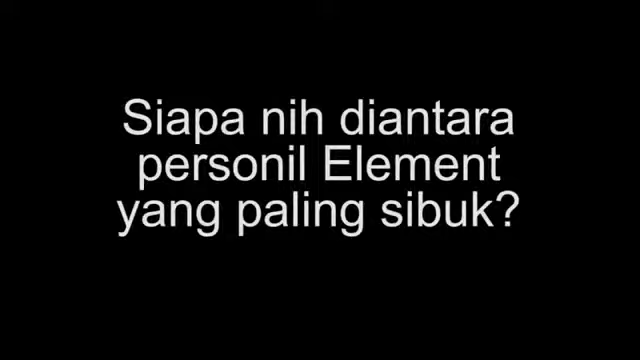 Siapa nih diantara
personil Element
yang paling sibuk?